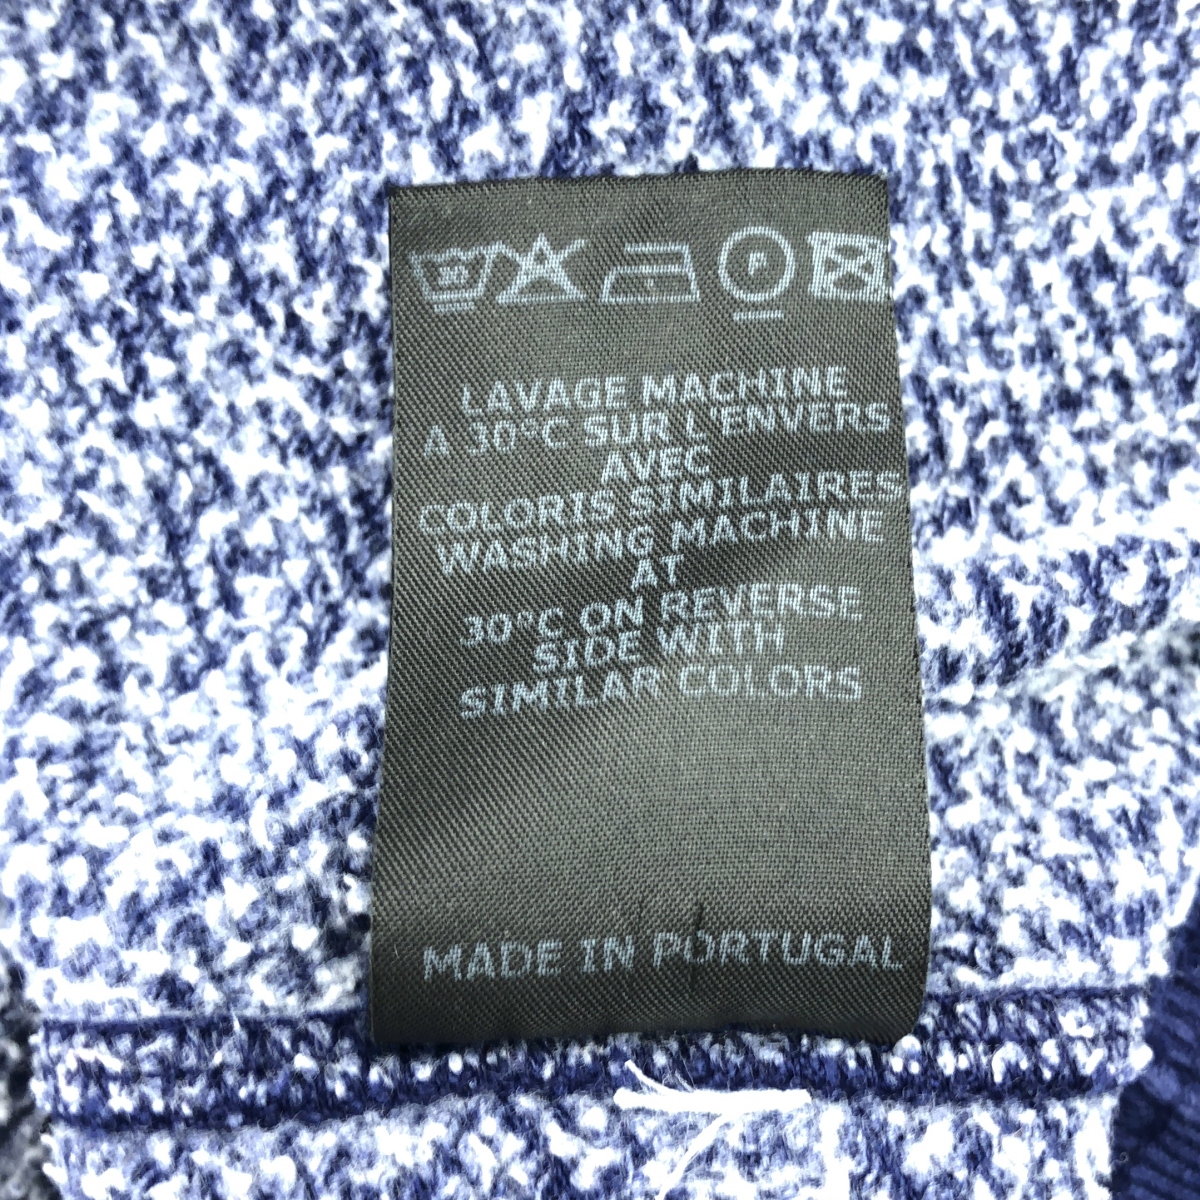 30
P
LAVAGE MACHINE
A 30°C SUR L'ENVERS
AVEC
COLORIS SIMILAIRES
WASHING MACHINE
AT
30°C ON REVERSE
SIDE WITH
SIMILAR COLORS
MADE IN PORTUGAL